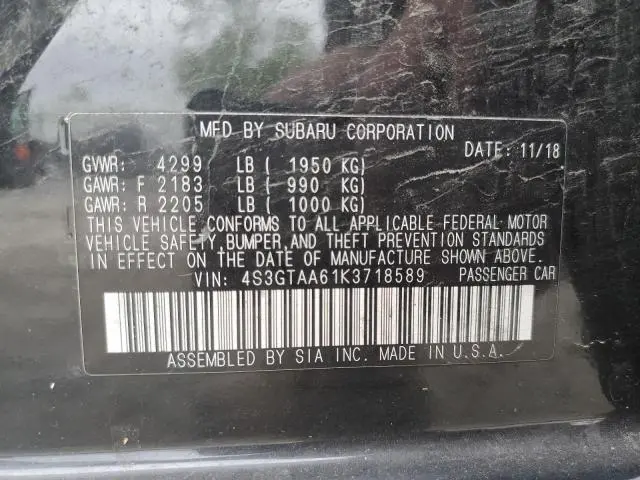 MFD BY SUBARU CORPORATION
DATE: 11/18
GVWR: 4299 LB ( 1950 KG)
GAWR: F 2183 LB ( 990 KG)
GAWR: R 2205 LB ( 1000 KG)
THIS VEHICLE CONFORMS TO ALL APPLICABLE FEDERAL MOTOR
VEHICLE SAFETY, BUMPER, AND THEFT PREVENTION STANDARDS
IN EFFECT ON THE DATE OF MANUFACTURE SHOWN ABOVE.
VIN: 4S3GTAA61K3718589 PASSENGER CAR
ASSEMBLED BY SIA INC. MADE IN U.S.A.